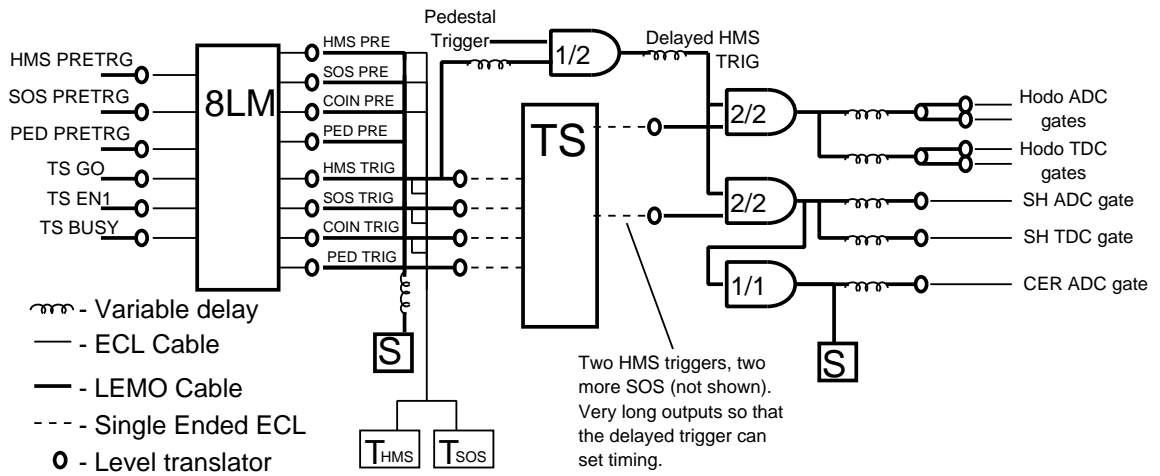 Pedestal
Trigger
1/2
Delayed HMS
TRIG
HMS PRETRG
SOS PRETRG
PED PRETRG
TS GO
TS EN1
TS BUSY
8LM
HMS PRE
SOS PRE
COIN PRE
PED PRE
HMS TRIG
SOS TRIG
COIN TRIG
PED TRIG
TS
2/2
2/2
1/1
Hodo ADC
gates
Hodo TDC
gates
SH ADC gate
SH TDC gate
CER ADC gate
S
S
- Variable delay
- ECL Cable
- LEMO Cable
- Single Ended ECL
- Level translator
THMS
TSOS
Two HMS triggers, two
more SOS (not shown).
Very long outputs so that
the delayed trigger can
set timing.